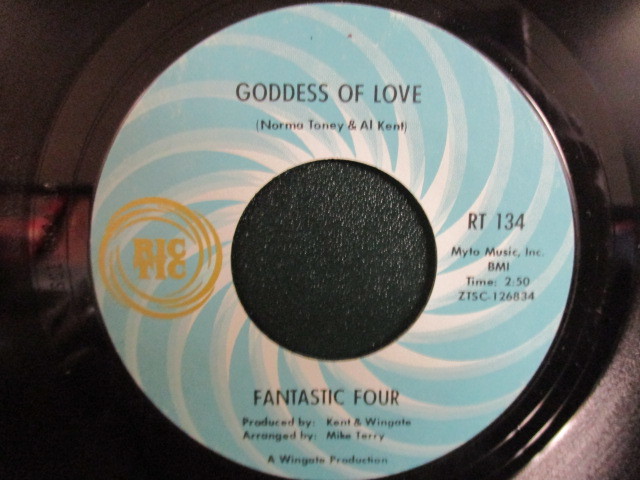 GODDESS OF LOVE
(Norma Toney & Al Kent)
RIC
TIC
RT 134
Myto Music, Inc.
BMI
Time: 2:50
ZTSC-126834
FANTASTIC FOUR
Produced by: Kent & Wingate
Arranged by: Mike Terry
A Wingate Production